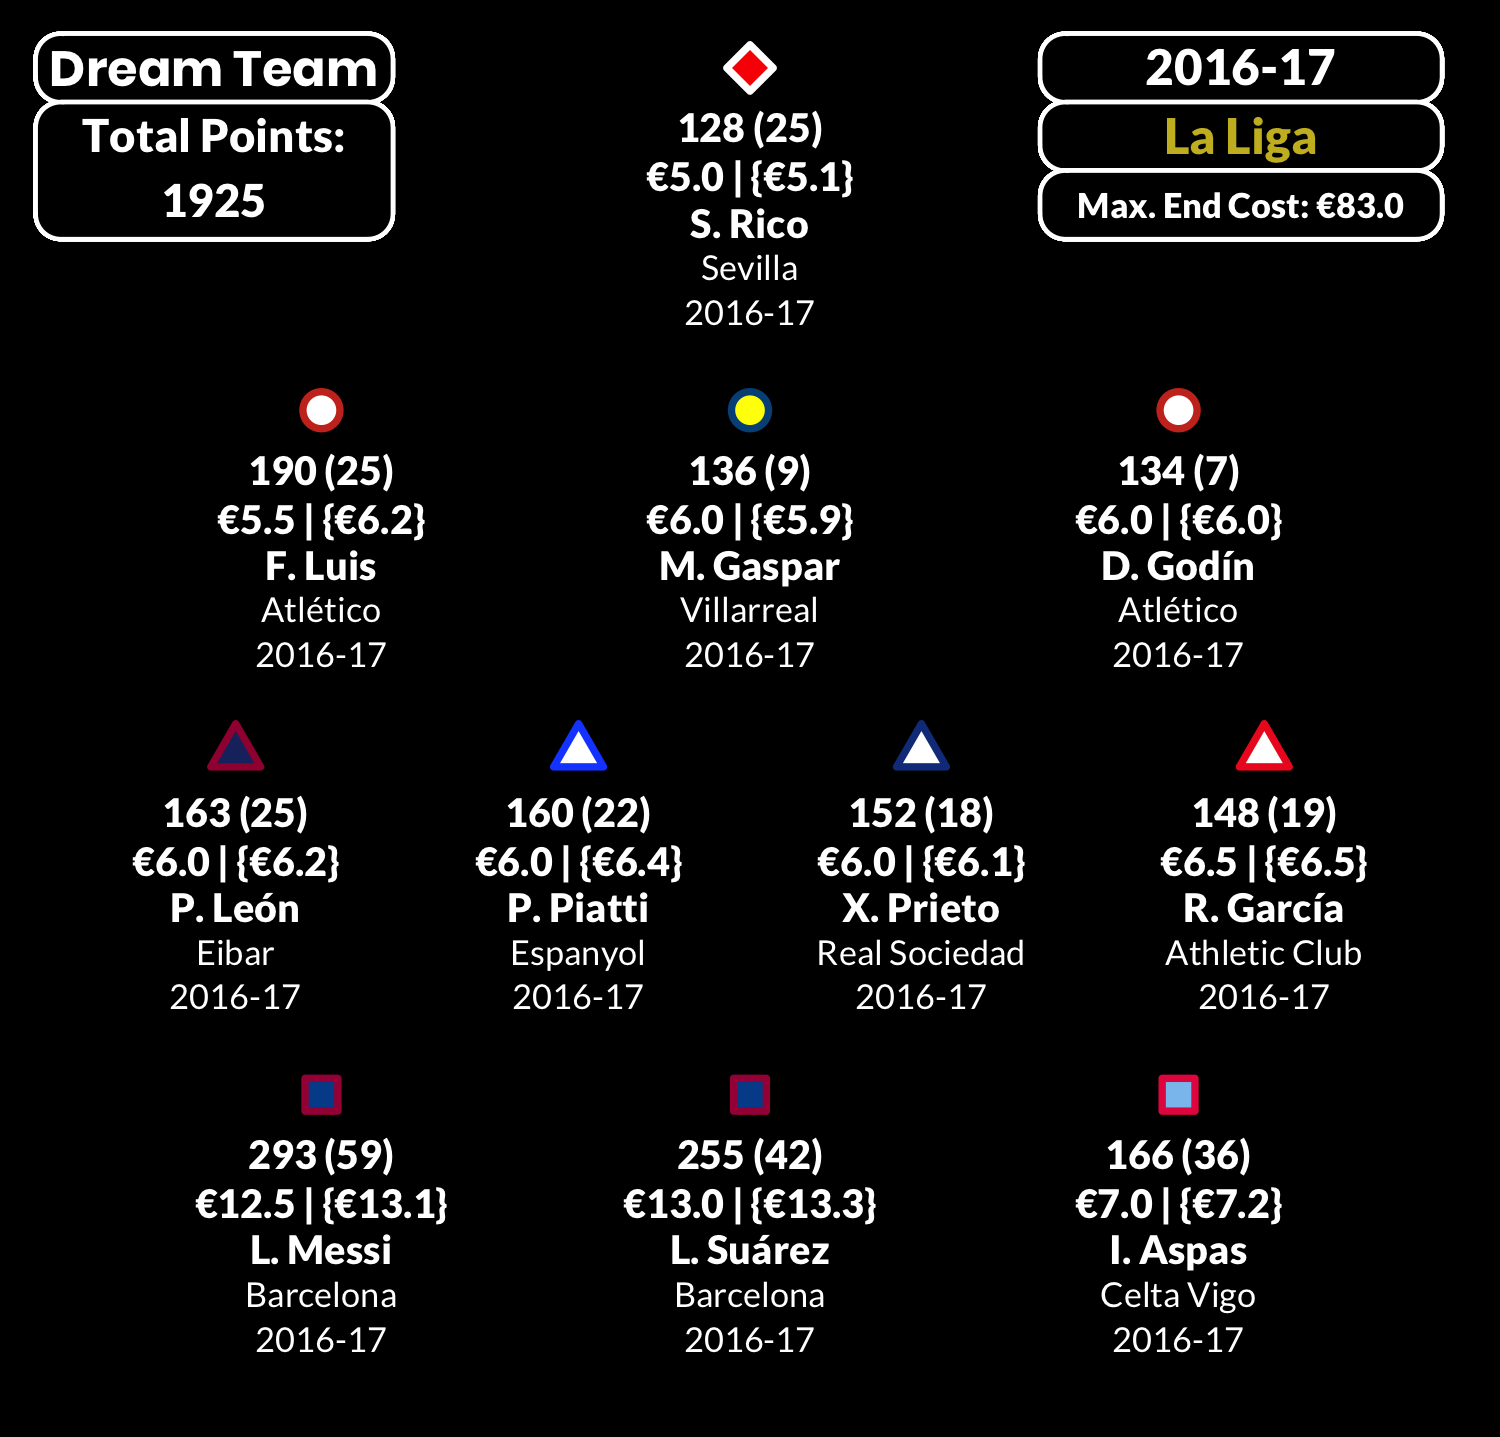 Dream Team
Total Points:
1925
2016-17
La Liga
Max. End Cost: €83.0
128 (25)
€5.0 | {€5.1}
S. Rico
Sevilla
2016-17
190 (25)
€5.5 | {€6.2}
F. Luis
Atlético
2016-17
136 (9)
€6.0 | {€5.9}
M. Gaspar
Villarreal
2016-17
134 (7)
€6.0 | {€6.0}
D. Godín
Atlético
2016-17
163 (25)
€6.0 | {€6.2}
P. León
Eibar
2016-17
160 (22)
€6.0 | {€6.4}
P. Piatti
Espanyol
2016-17
152 (18)
€6.0 | {€6.1}
X. Prieto
Real Sociedad
2016-17
148 (19)
€6.5 | {€6.5}
R. García
Athletic Club
2016-17
293 (59)
€12.5 | {€13.1}
L. Messi
Barcelona
2016-17
255 (42)
€13.0 | {€13.3}
L. Suárez
Barcelona
2016-17
166 (36)
€7.0 | {€7.2}
I. Aspas
Celta Vigo
2016-17